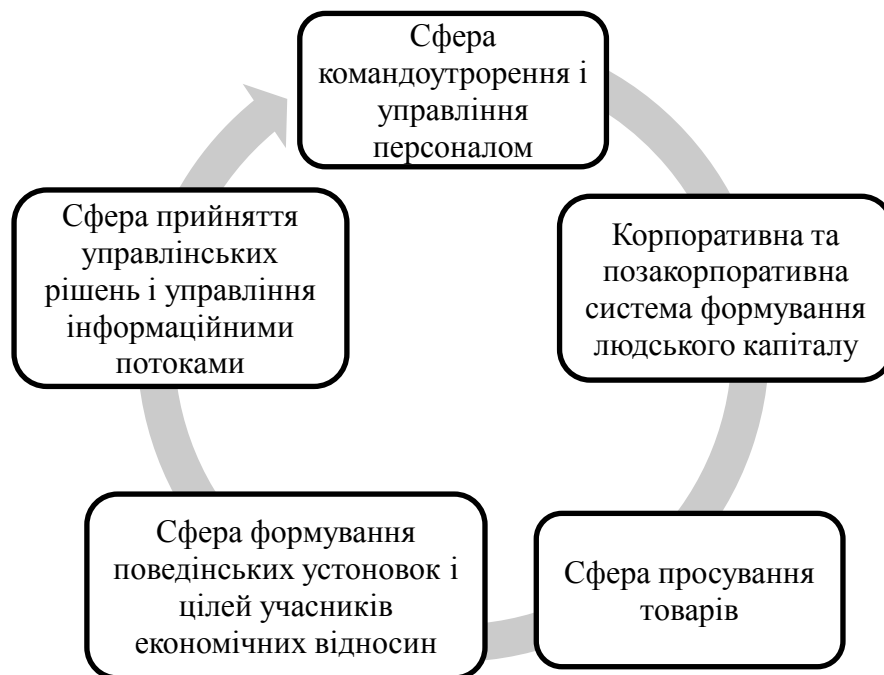 Сфера
командоутрорення і
управління
персоналом
Корпоративна та
позакорпоративна
система формування
людського капіталу
Сфера просування
товарів
Сфера формування
поведінських устоновок і
цілей учасників
економічних відносин
Сфера прийняття
управлінських
рішень і управління
інформаційними
потоками